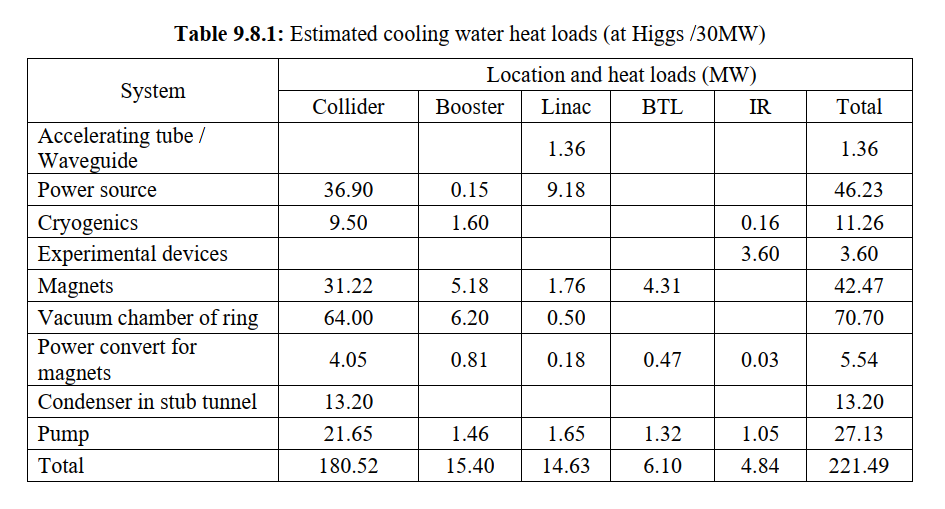 Table 9.8.1: Estimated cooling water heat loads (at Higgs /30MW)
System Location and heat loads (MW)
Collider Booster Linac BTL IR Total
Accelerating tube /
Waveguide 1.36 1.36
Power source 36.90 0.15 9.18 46.23
Cryogenics 9.50 1.60 0.16 11.26
Experimental devices 3.60 3.60
Magnets 31.22 5.18 1.76 4.31 42.47
Vacuum chamber of ring 64.00 6.20 0.50 70.70
Power convert for
magnets 4.05 0.81 0.18 0.47 0.03 5.54
Condenser in stub tunnel 13.20 13.20
Pump 21.65 1.46 1.65 1.32 1.05 27.13
Total 180.52 15.40 14.63 6.10 4.84 221.49